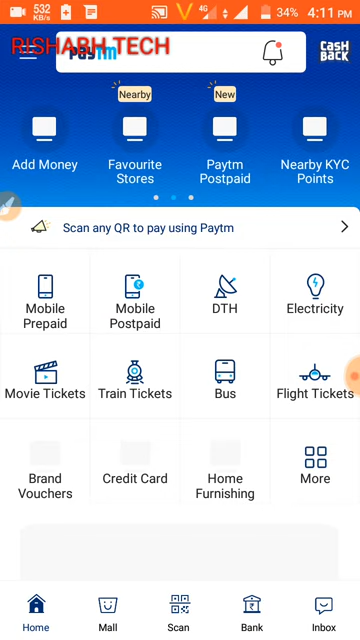 532
KB/s
4G
34%
4:11 PM
RISHABH TECH
paytm
CASH
BACK
Nearby
New
Add Money
Favourite
Stores
Paytm
Postpaid
Nearby KYC
Points
Scan any QR to pay using Paytm
Mobile
Prepaid
Mobile
Postpaid
DTH
Electricity
Movie Tickets
Train Tickets
Bus
Flight Tickets
Brand
Vouchers
Credit Card
Home
Furnishing
More
Home
Mall
Scan
Bank
Inbox